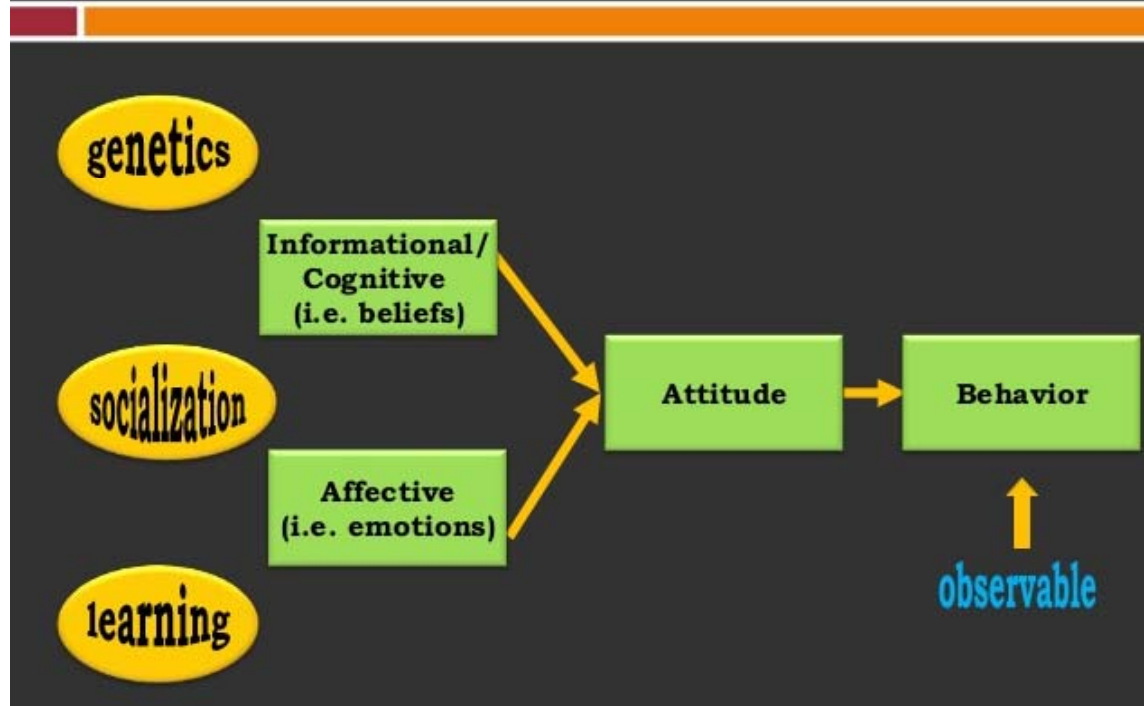 genetics
Informational/
Cognitive
(i.e. beliefs)
socialization
Attitude
Behavior
Affective
(i.e. emotions)
observable
learning